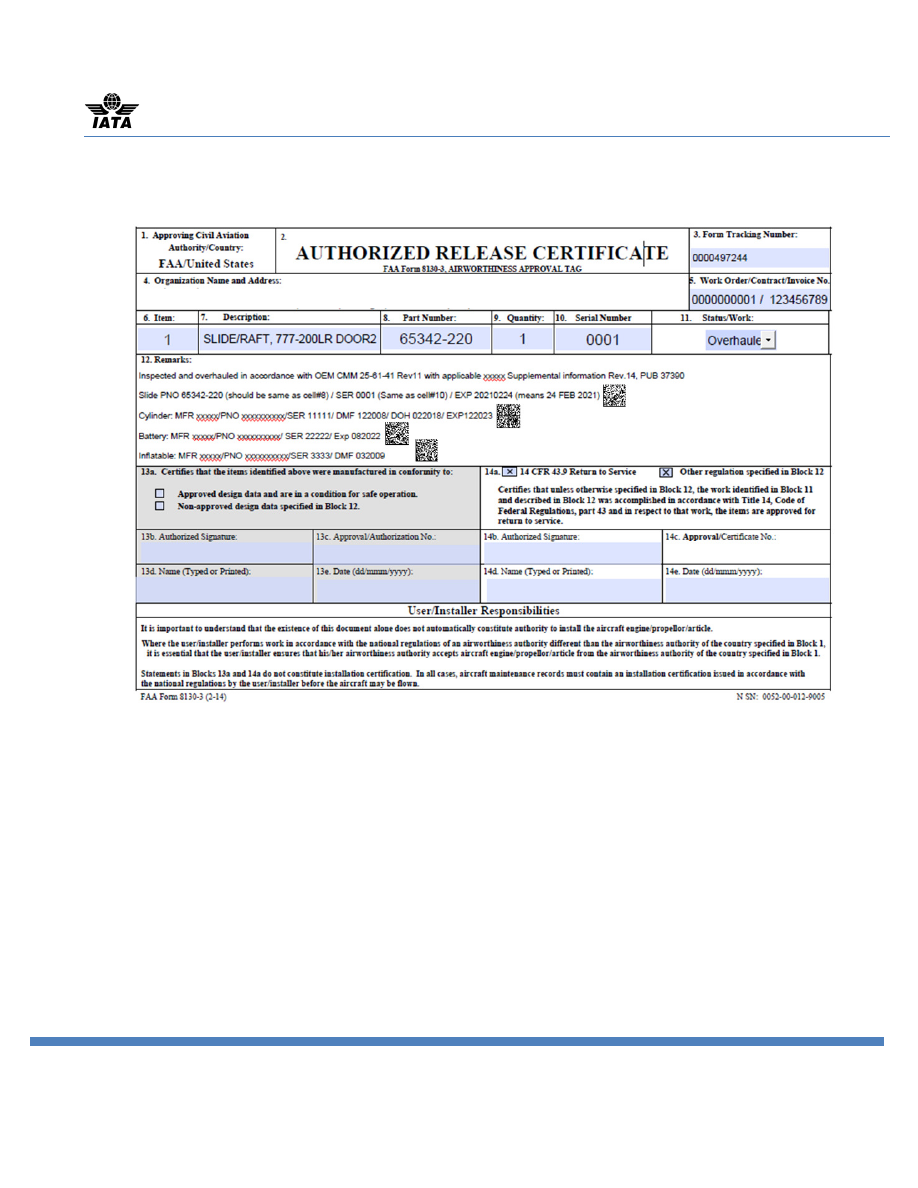 IATA
1. Approving Civil Aviation
Authority/Country:
FAA/United States
2.
AUTHORIZED RELEASE CERTIFICATE
FAA Form 8130-3, AIRWORTHINESS APPROVAL TAG
3. Form Tracking Number:
0000497244
4. Organization Name and Address:
5. Work Order/Contract/Invoice No.
0000000001 / 123456789
6. Item:
7. Description:
8. Part Number:
9. Quantity:
10. Serial Number
11. Status/Work:
1
SLIDE/RAFT, 777-200LR DOOR2
65342-220
1
0001
Overhaule
12. Remarks:
Inspected and overhauled in accordance with OEM CMM 25-61-41 Rev11 with applicable xxxxx Supplemental information Rev.14, PUB 37390
Slide PNO 65342-220 (should be same as cell#8) / SER 0001 (Same as cell#10) / EXP 20210224 (means 24 FEB 2021)
Cylinder: MFR xxxxx/PNO xxxxxxxxxx/SER 11111/ DMF 122008/ DOH 022018/ EXP122023
Battery: MFR xxxxx/PNO xxxxxxxxxx/ SER 22222/ Exp 082022
Inflatable: MFR xxxxx/PNO xxxxxxxxxx/SER 3333/ DMF 032009
13a. Certifies that the items identified above were manufactured in conformity to:
Approved design data and are in a condition for safe operation.
Non-approved design data specified in Block 12.
14a. 14 CFR 43.9 Return to Service Other regulation specified in Block 12
Certifies that unless otherwise specified in Block 12, the work identified in Block 11
and described in Block 12 was accomplished in accordance with Title 14, Code of
Federal Regulations, part 43 and in respect to that work, the items are approved for
return to service.
13b. Authorized Signature:
13c. Approval/Authorization No.:
14b. Authorized Signature:
14c. Approval/Certificate No.:
13d. Name (Typed or Printed):
13e. Date (dd/mmm/yyyy):
14d. Name (Typed or Printed):
14e. Date (dd/mmm/yyyy):
User/Installer Responsibilities
It is important to understand that the existence of this document alone does not automatically constitute authority to install the aircraft engine/propellor/article.
Where the user/installer performs work in accordance with the national regulations of an airworthiness authority different than the airworthiness authority of the country specified in Block 1,
it is essential that the user/installer ensures that his/her airworthiness authority accepts aircraft engine/propellor/article from the airworthiness authority of the country specified in Block 1.
Statements in Blocks 13a and 14a do not constitute installation certification. In all cases, aircraft maintenance records must contain an installation certification issued in accordance with
the national regulations by the user/installer before the aircraft may be flown.
FAA Form 8130-3 (2-14)
N SN: 0052-00-012-9005